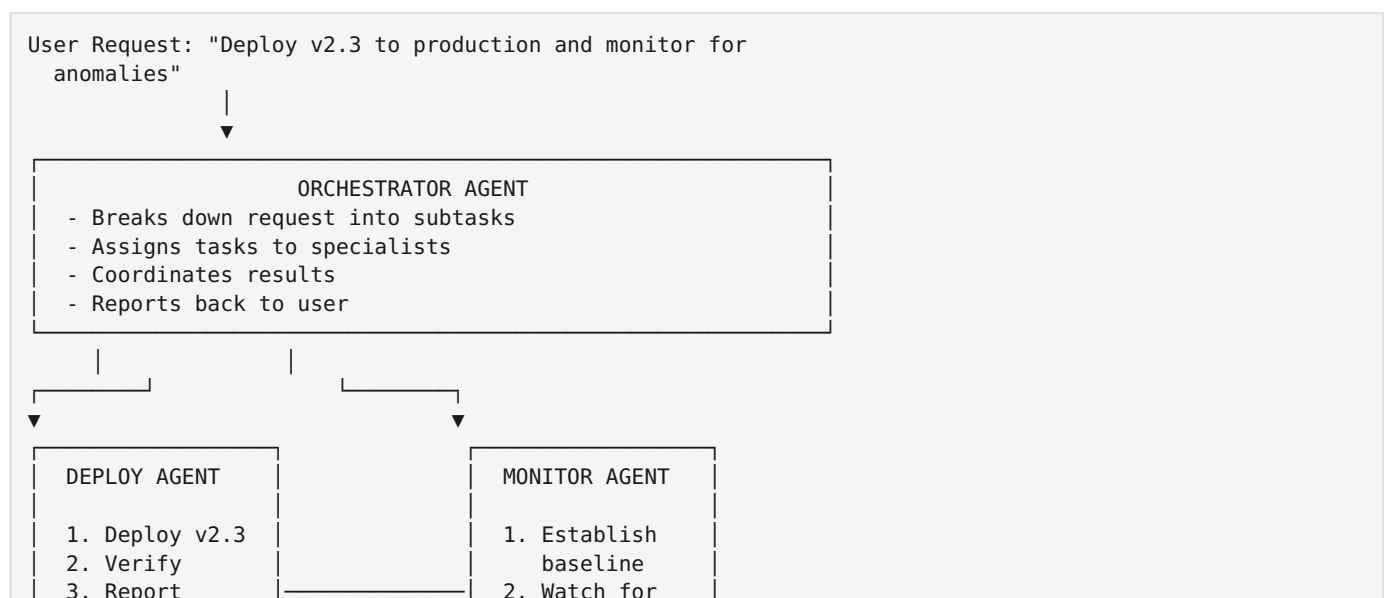 User Request: "Deploy v2.3 to production and monitor for
anomalies"
ORCHESTRATOR AGENT
- Breaks down request into subtasks
- Assigns tasks to specialists
- Coordinates results
- Reports back to user
DEPLOY AGENT MONITOR AGENT
1. Deploy v2.3 1. Establish
2. Verify baseline
3. Report 2. Watch for